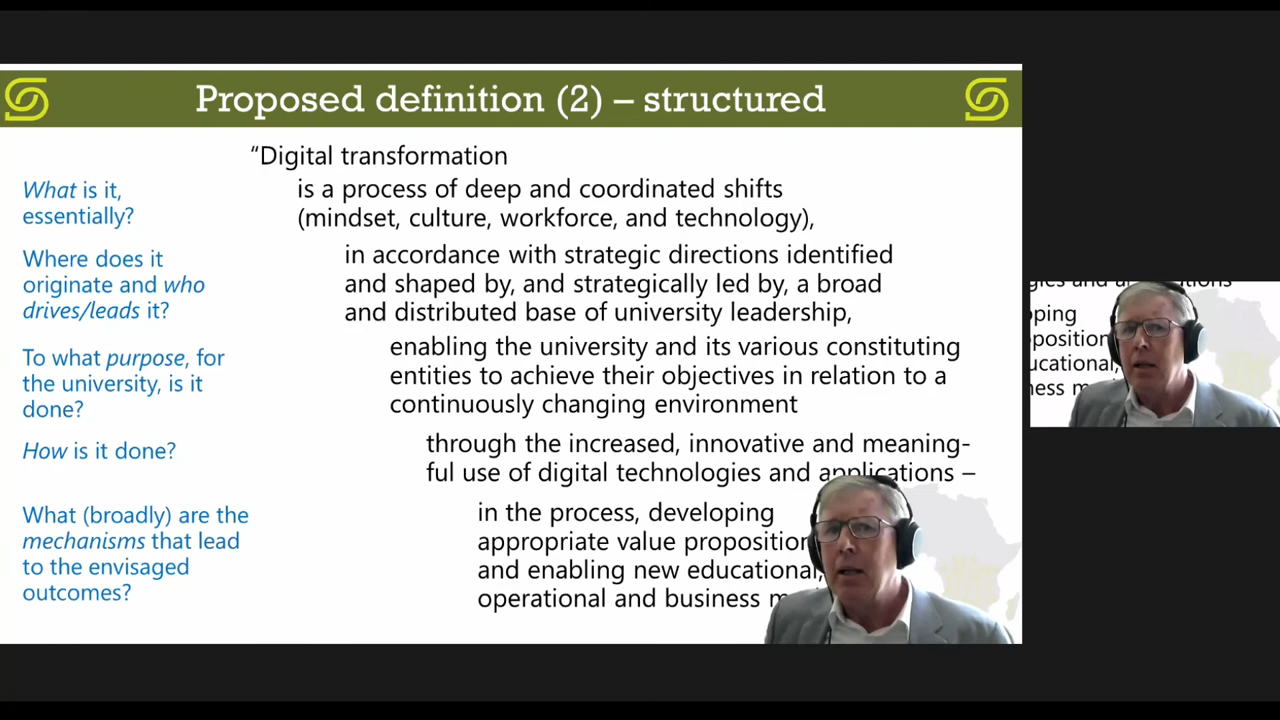 Proposed definition (2) – structured
“Digital transformation
What is it,
essentially?
is a process of deep and coordinated shifts
(mindset, culture, workforce, and technology),
Where does it
originate and who
drives/leads it?
in accordance with strategic directions identified
and shaped by, and strategically led by, a broad
and distributed base of university leadership,
To what purpose, for
the university, is it
done?
enabling the university and its various constituting
entities to achieve their objectives in relation to a
continuously changing environment
How is it done?
through the increased, innovative and meaning-
ful use of digital technologies and applications –
What (broadly) are the
mechanisms that lead
to the envisaged
outcomes?
in the process, developing
appropriate value proposition
and enabling new educational,
operational and business